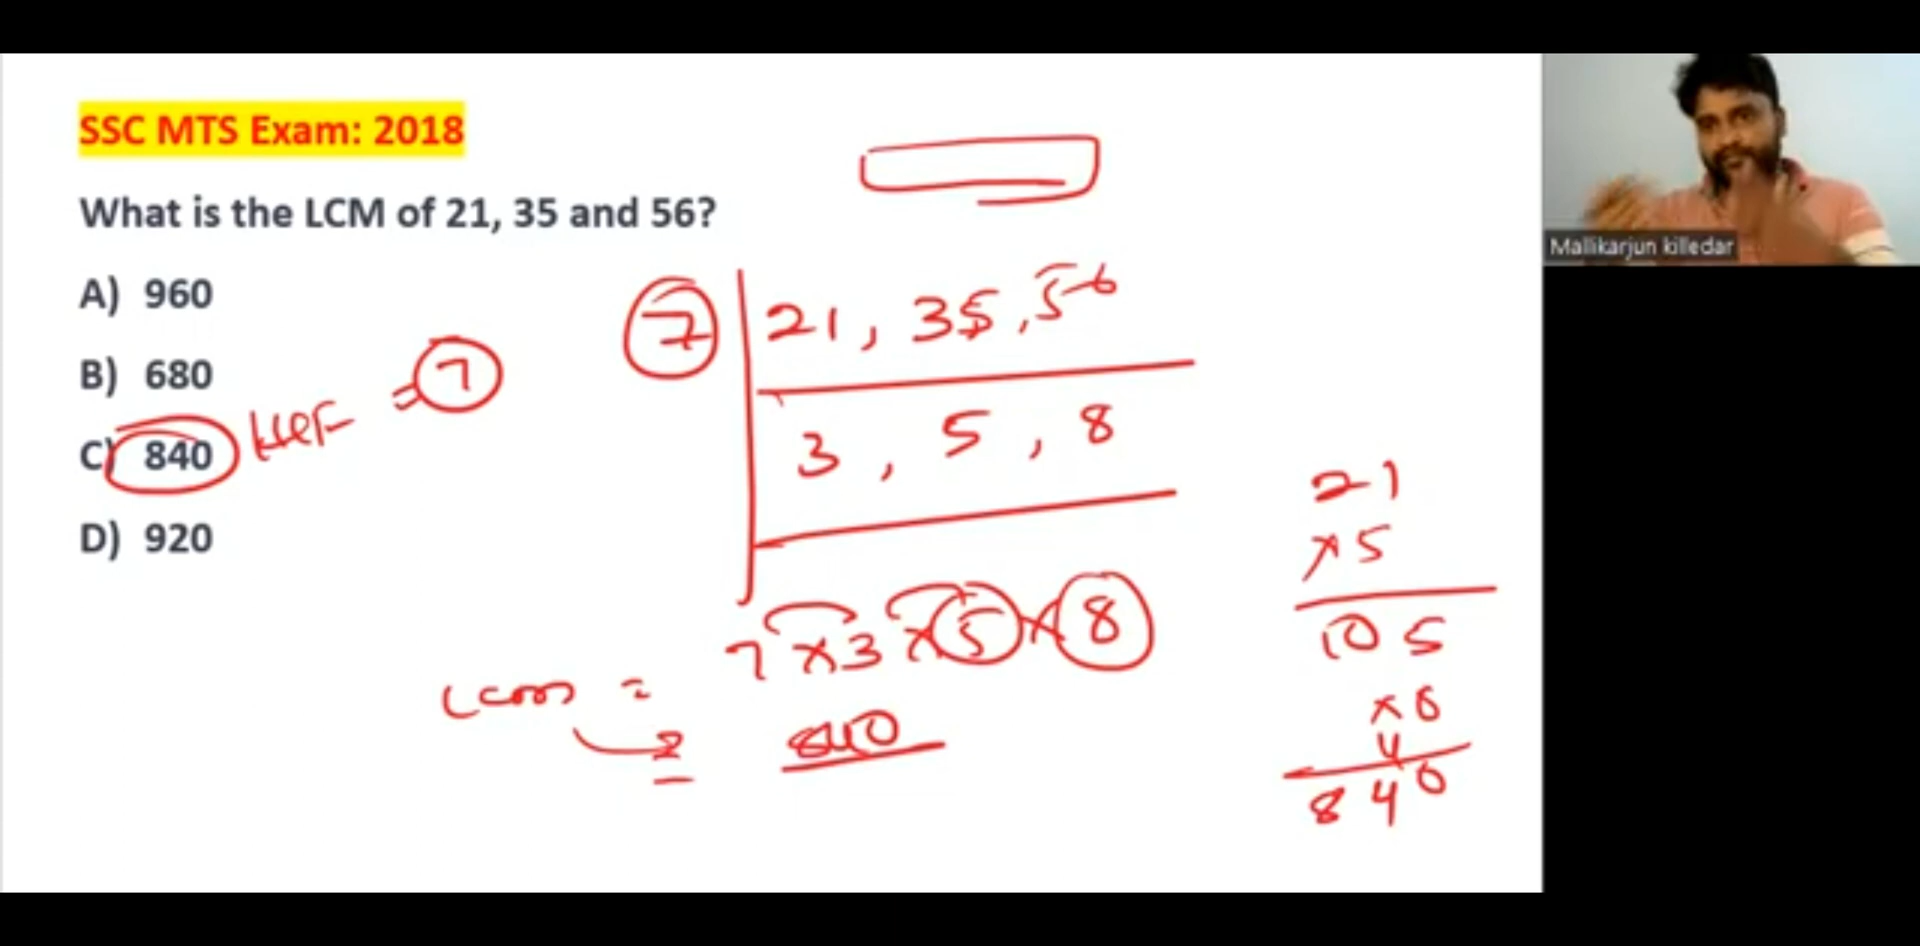 SSC MTS Exam: 2018
What is the LCM of 21, 35 and 56?
A) 960
B) 680
C) 840
D) 920
HCF = 7
7 21, 35, 56
3, 5, 8
LCM = 7 × 3 × 5 × 8
= 840
21
×5
105
×8
4
840
Mallikarjun killedar